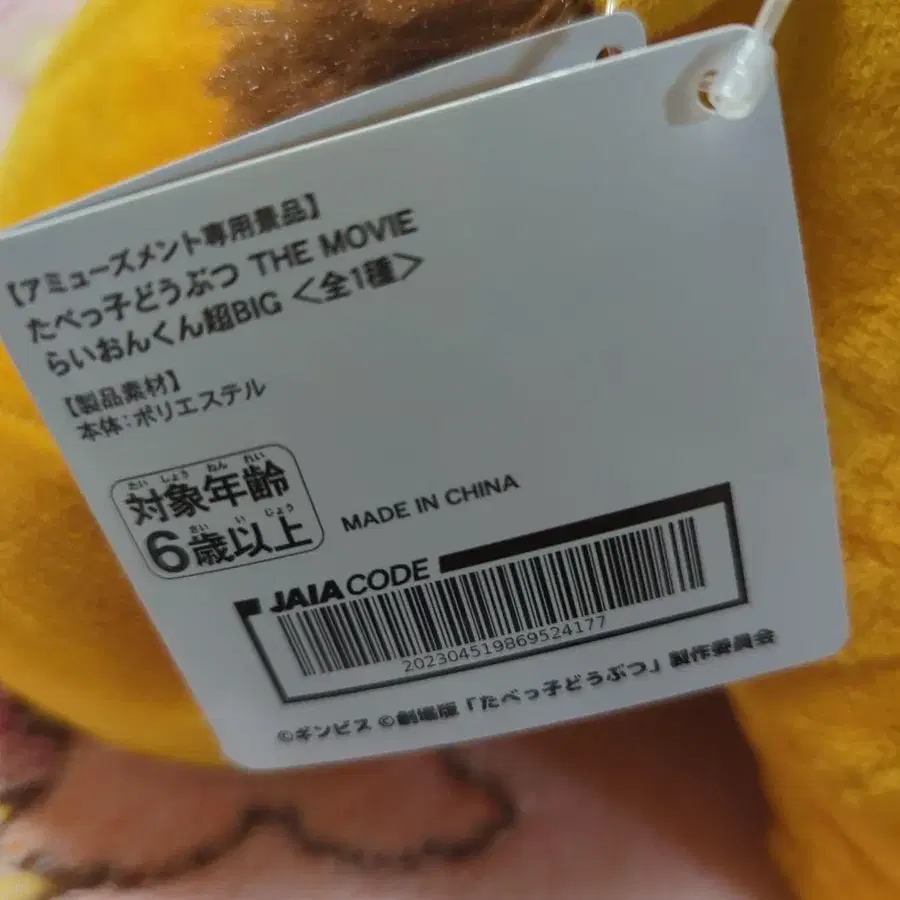 【アミューズメント専用景品】
たべっ子どうぶつ THE MOVIE
らいおんくん超BIG <全1種>
【製品素材】
本体:ポリエステル
たい しょう ねん れい
対象年齢
さい い じょう
6歳以上
MADE IN CHINA
JAIA CODE
202304519869524177
©ギンビス ©劇場版「たべっ子どうぶつ」製作委員会